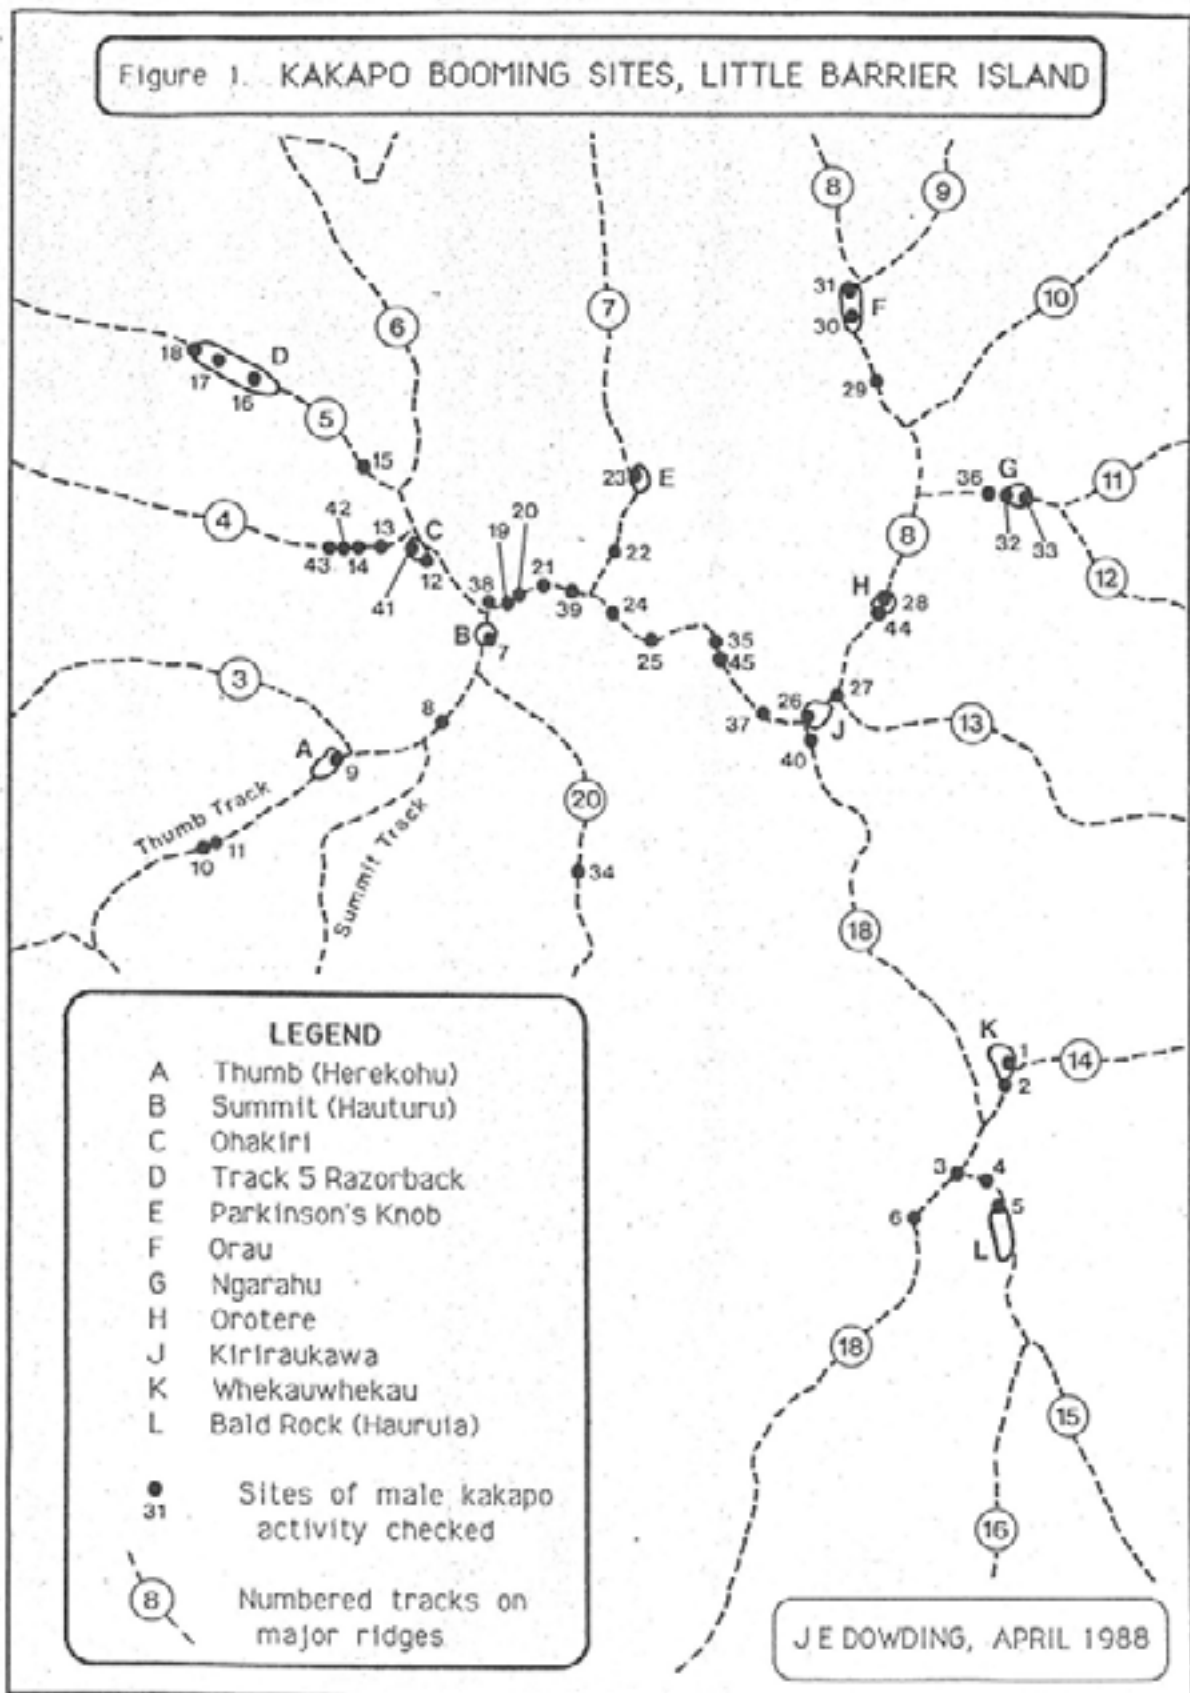 Figure 1. KAKAPO BOOMING SITES, LITTLE BARRIER ISLAND
8
9
6
7
10
31
F
30
18
D
17
16
29
5
15
23
E
36
G
11
4
42
13
C
20
19
32
33
8
43
14
12
22
12
41
38
21
39
H
28
44
24
B
7
25
35
45
3
8
27
26
37
J
13
A
9
40
20
Thumb Track
10
11
Summit Track
34
18
K
1
14
2
3
4
6
5
L
18
15
16
LEGEND
A Thumb (Herekohu)
B Summit (Hauturu)
C Ohakiri
D Track 5 Razorback
E Parkinson's Knob
F Orau
G Ngarahu
H Orotere
J Kiriraukawa
K Whekauwhekau
L Bald Rock (Hauruia)
31 Sites of male kakapo
activity checked
8 Numbered tracks on
major ridges
J E DOWDING, APRIL 1988